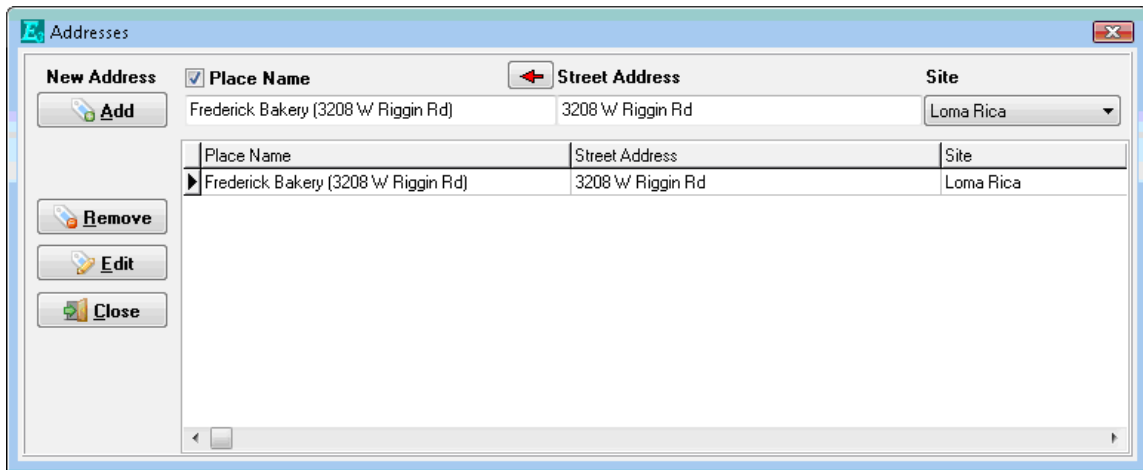 Addresses
New Address Place Name Street Address Site
Add Frederick Bakery (3208 W Riggin Rd) 3208 W Riggin Rd Loma Rica
Place Name Street Address Site
Frederick Bakery (3208 W Riggin Rd) 3208 W Riggin Rd Loma Rica
Remove
Edit
Close